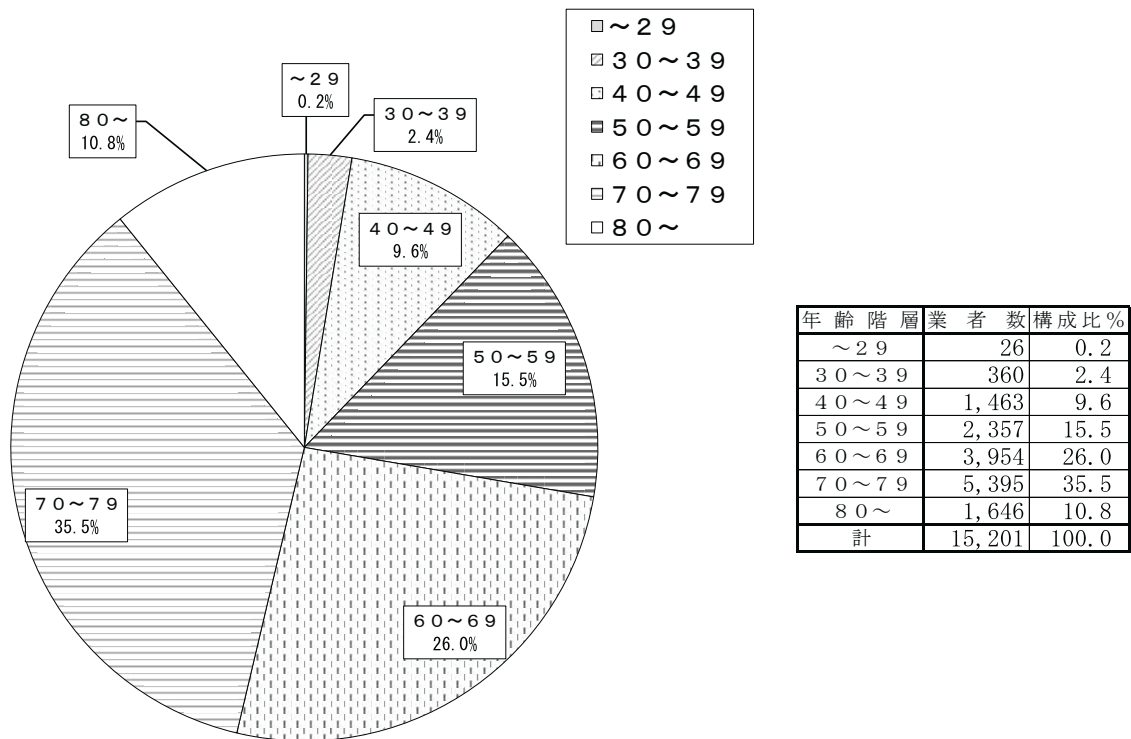 ～２９
0.2%
３０～３９
2.4%
８０～
10.8%
４０～４９
9.6%
５０～５９
15.5%
７０～７９
35.5%
６０～６９
26.0%
～２９
３０～３９
４０～４９
５０～５９
６０～６９
７０～７９
８０～
年齢階層 業者数 構成比％
～２９ 26 0.2
３０～３９ 360 2.4
４０～４９ 1,463 9.6
５０～５９ 2,357 15.5
６０～６９ 3,954 26.0
７０～７９ 5,395 35.5
８０～ 1,646 10.8
計 15,201 100.0